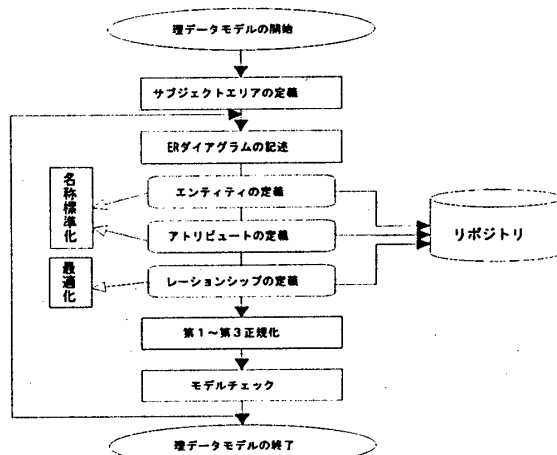 理データモデルの開始
サブジェクトエリアの定義
ERダイアグラムの記述
名称標準化
エンティティの定義
アトリビュートの定義
リポジトリ
最適化
レーションシップの定義
第1~第3正規化
モデルチェック
理データモデルの終了